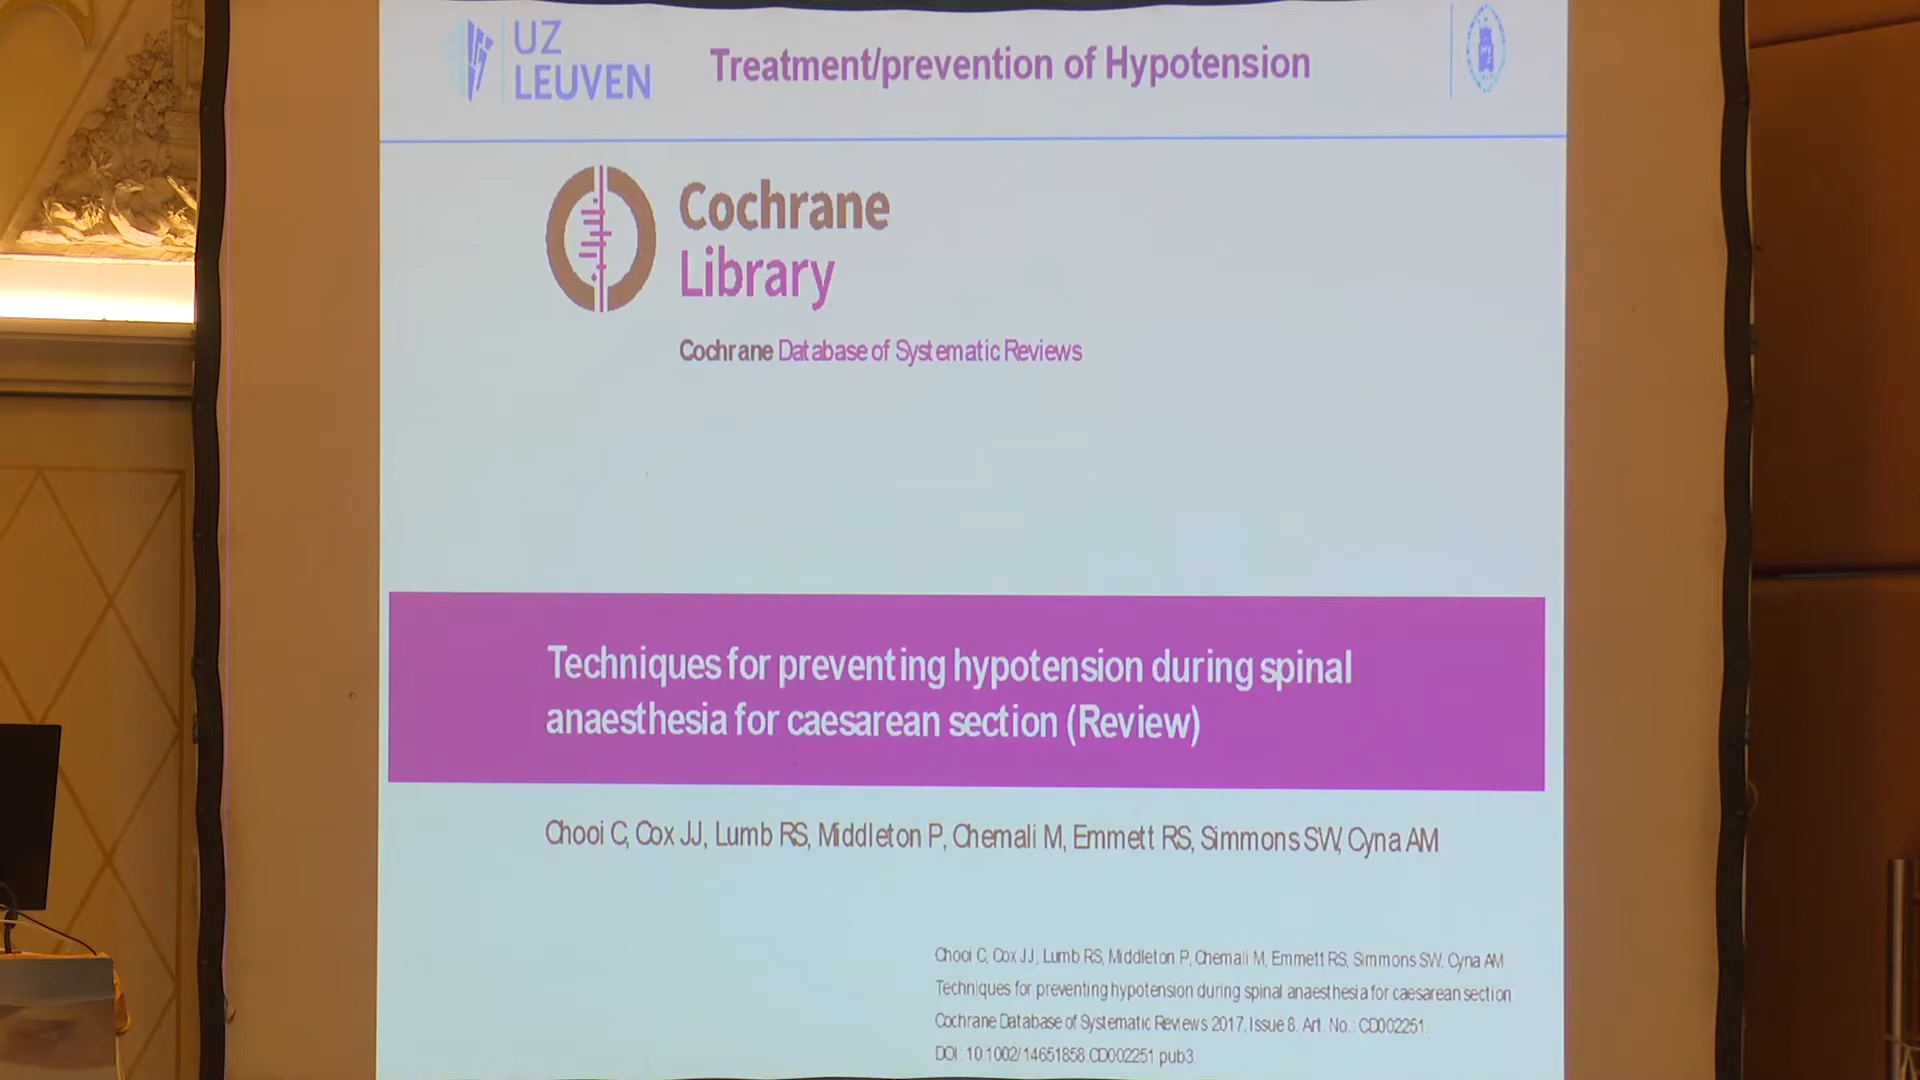 UZ
LEUVEN
Treatment/prevention of Hypotension
Cochrane
Library
Cochrane Database of Systematic Reviews
Techniques for preventing hypotension during spinal
anaesthesia for caesarean section (Review)
Chooi C, Cox JJ, Lumb RS, Middleton P, Chemali M, Emmett RS, Simmons SW, Cyna AM
Chooi C, Cox JJ, Lumb RS, Middleton P, Chemali M, Emmett RS, Simmons SW, Cyna AM
Techniques for preventing hypotension during spinal anaesthesia for caesarean section
Cochrane Database of Systematic Reviews 2017, Issue 8. Art. No.: CD002251.
DOI: 10.1002/14651858.CD002251.pub3.